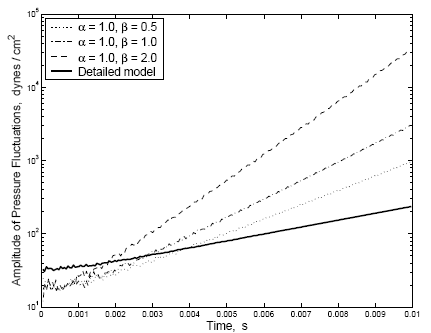 10^5
10^4
10^3
10^2
10^1
Amplitude of Pressure Fluctuations, dynes / cm^2
α = 1.0, β = 0.5
α = 1.0, β = 1.0
α = 1.0, β = 2.0
Detailed model
0 0.001 0.002 0.003 0.004 0.005 0.006 0.007 0.008 0.009 0.01
Time, s